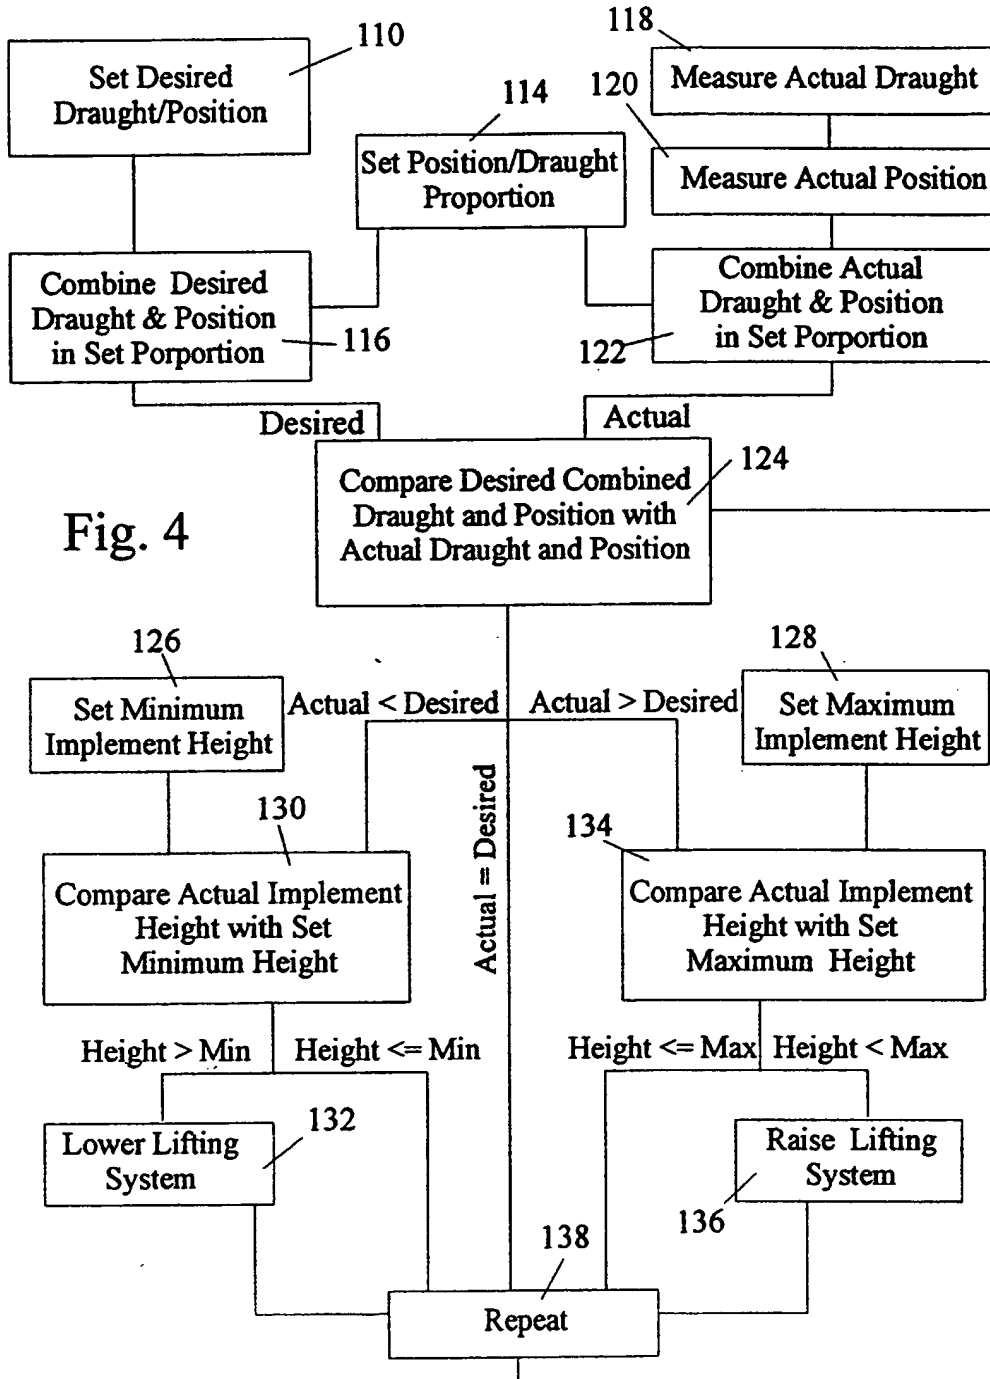 110
Set Desired
Draught/Position
114
Set Position/Draught
Proportion
118
Measure Actual Draught
120
Measure Actual Position
Combine Desired
Draught & Position
in Set Porportion
116
Combine Actual
Draught & Position
in Set Porportion
122
Desired
Actual
124
Compare Desired Combined
Draught and Position with
Actual Draught and Position
Fig. 4
126
Set Minimum
Implement Height
Actual < Desired
Actual > Desired
128
Set Maximum
Implement Height
Actual = Desired
130
Compare Actual Implement
Height with Set
Minimum Height
134
Compare Actual Implement
Height with Set
Maximum Height
Height > Min
Height <= Min
Height <= Max
Height < Max
Lower Lifting
System
132
Raise Lifting
System
136
138
Repeat